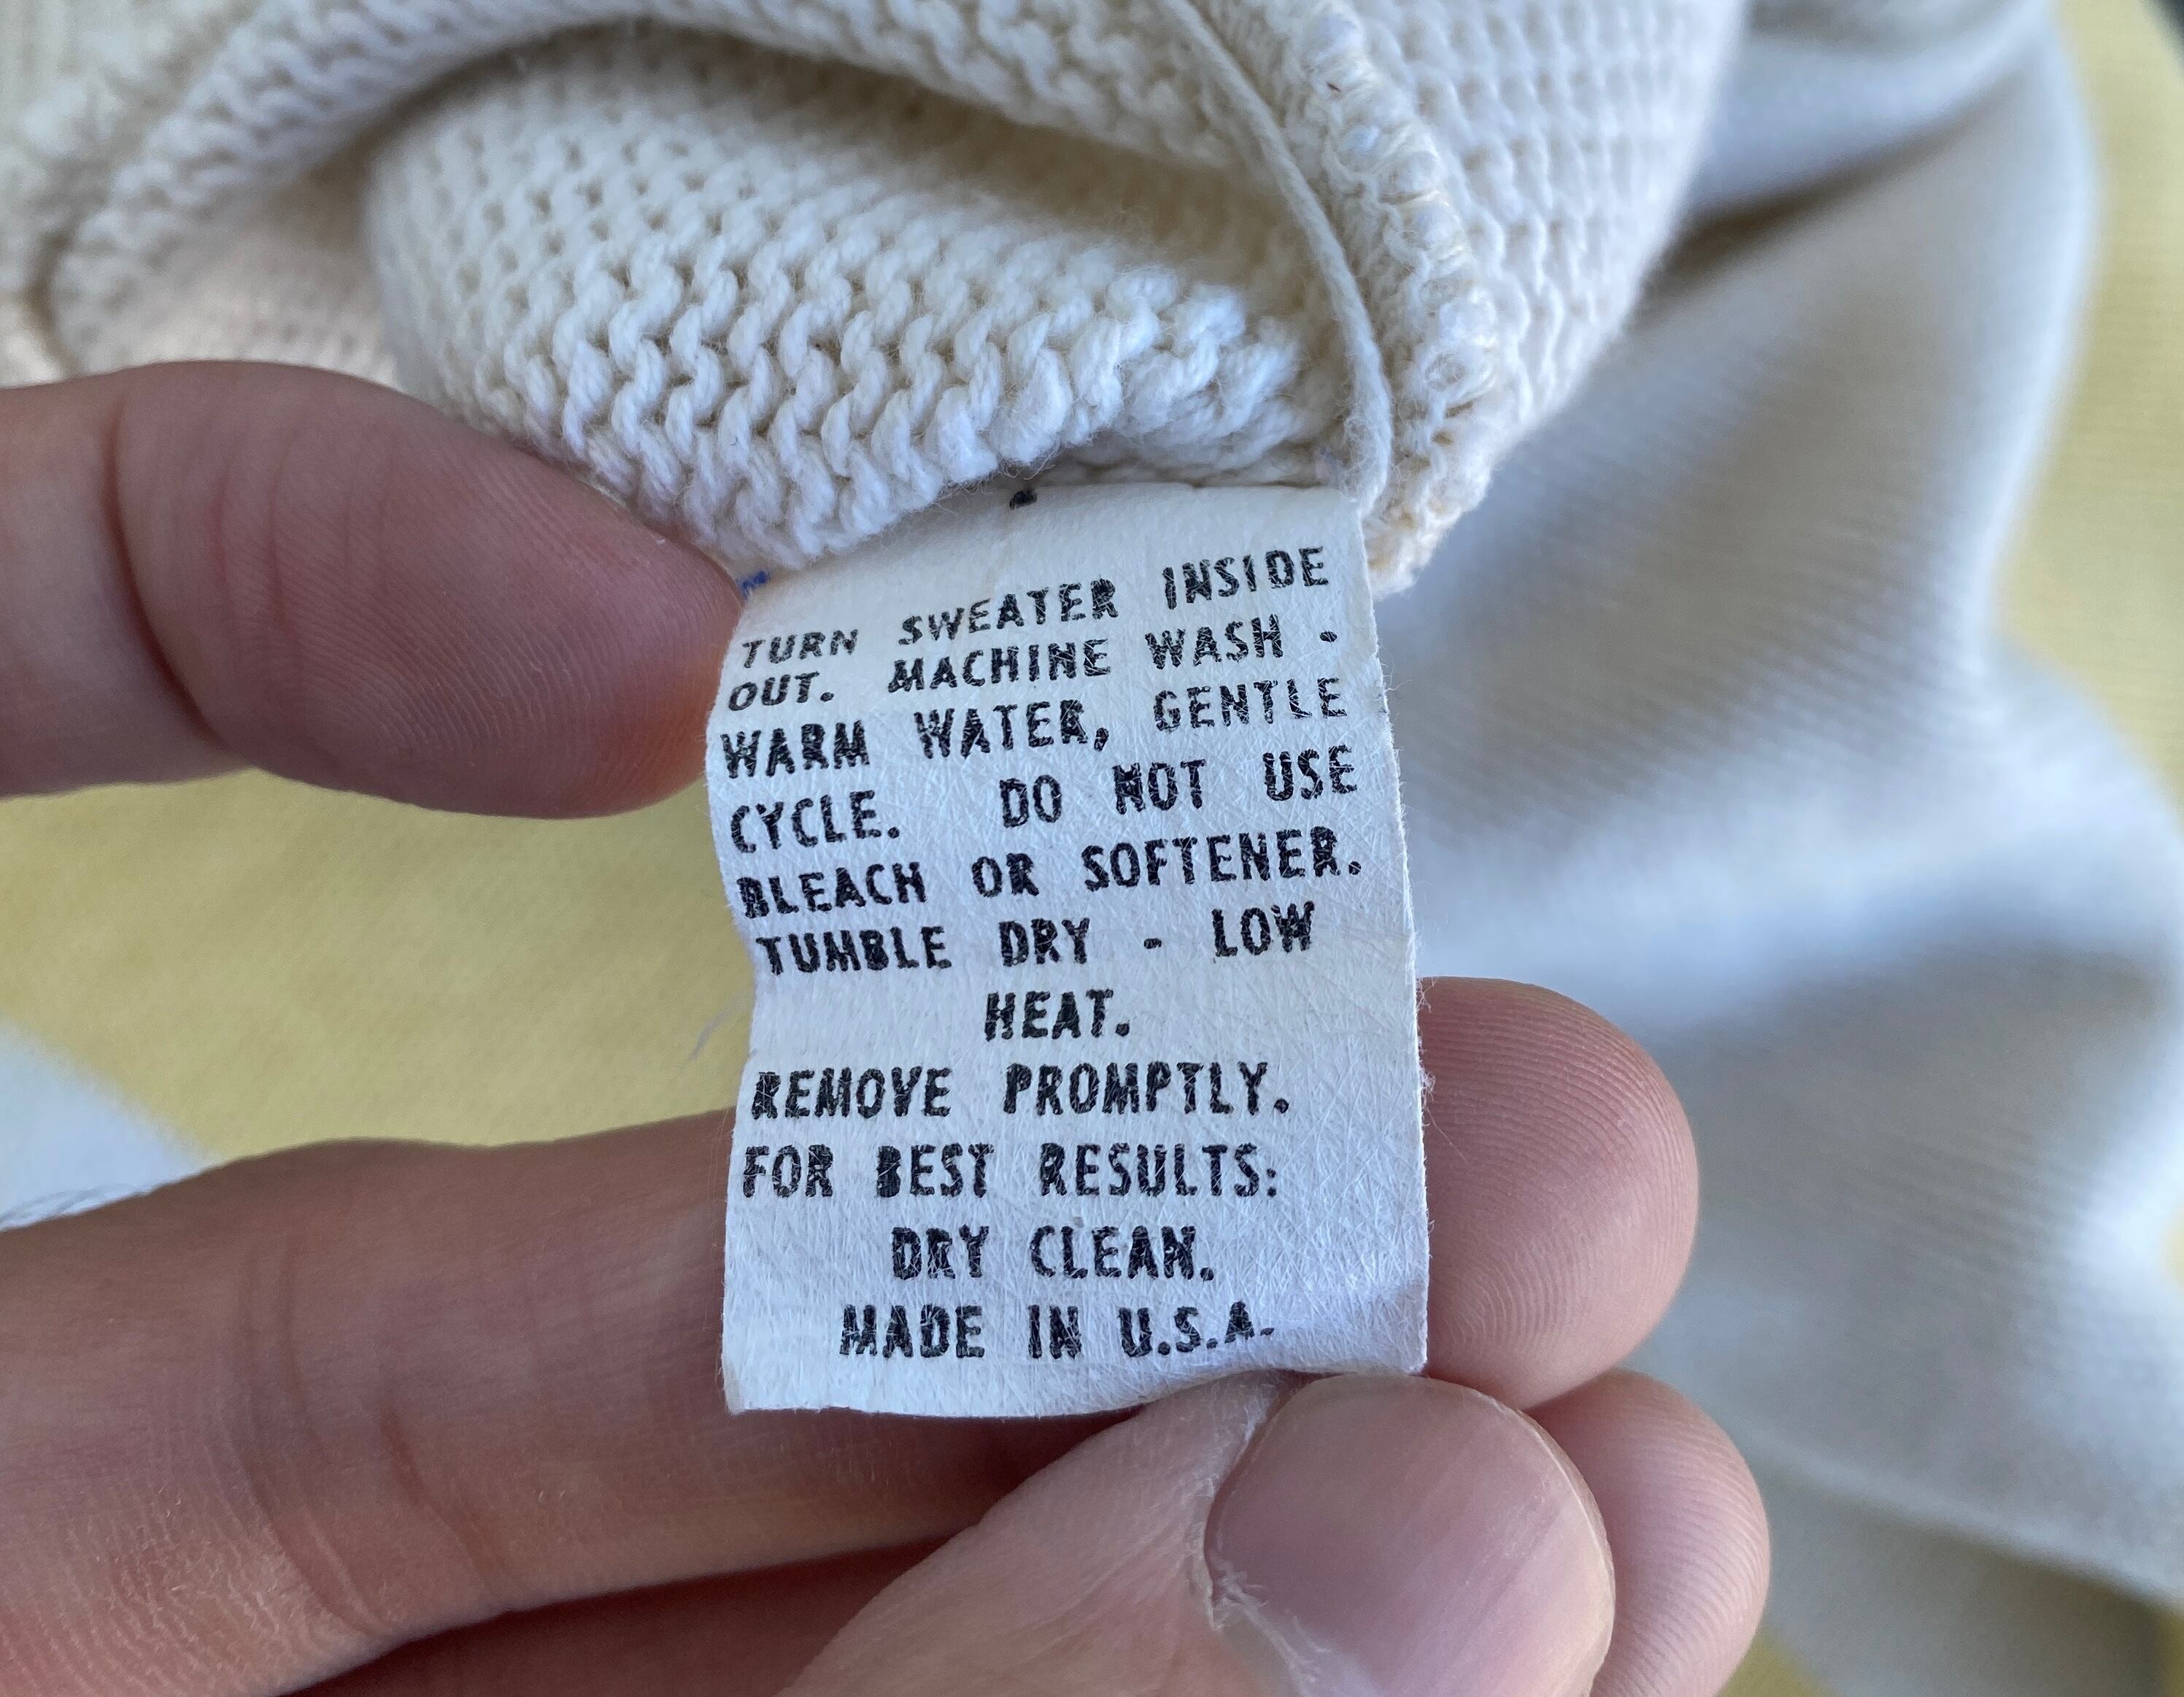 TURN SWEATER INSIDE
OUT. MACHINE WASH -
WARM WATER, GENTLE
CYCLE. DO NOT USE
BLEACH OR SOFTENER.
TUMBLE DRY - LOW
HEAT.
REMOVE PROMPTLY.
FOR BEST RESULTS:
DRY CLEAN.
MADE IN U.S.A.